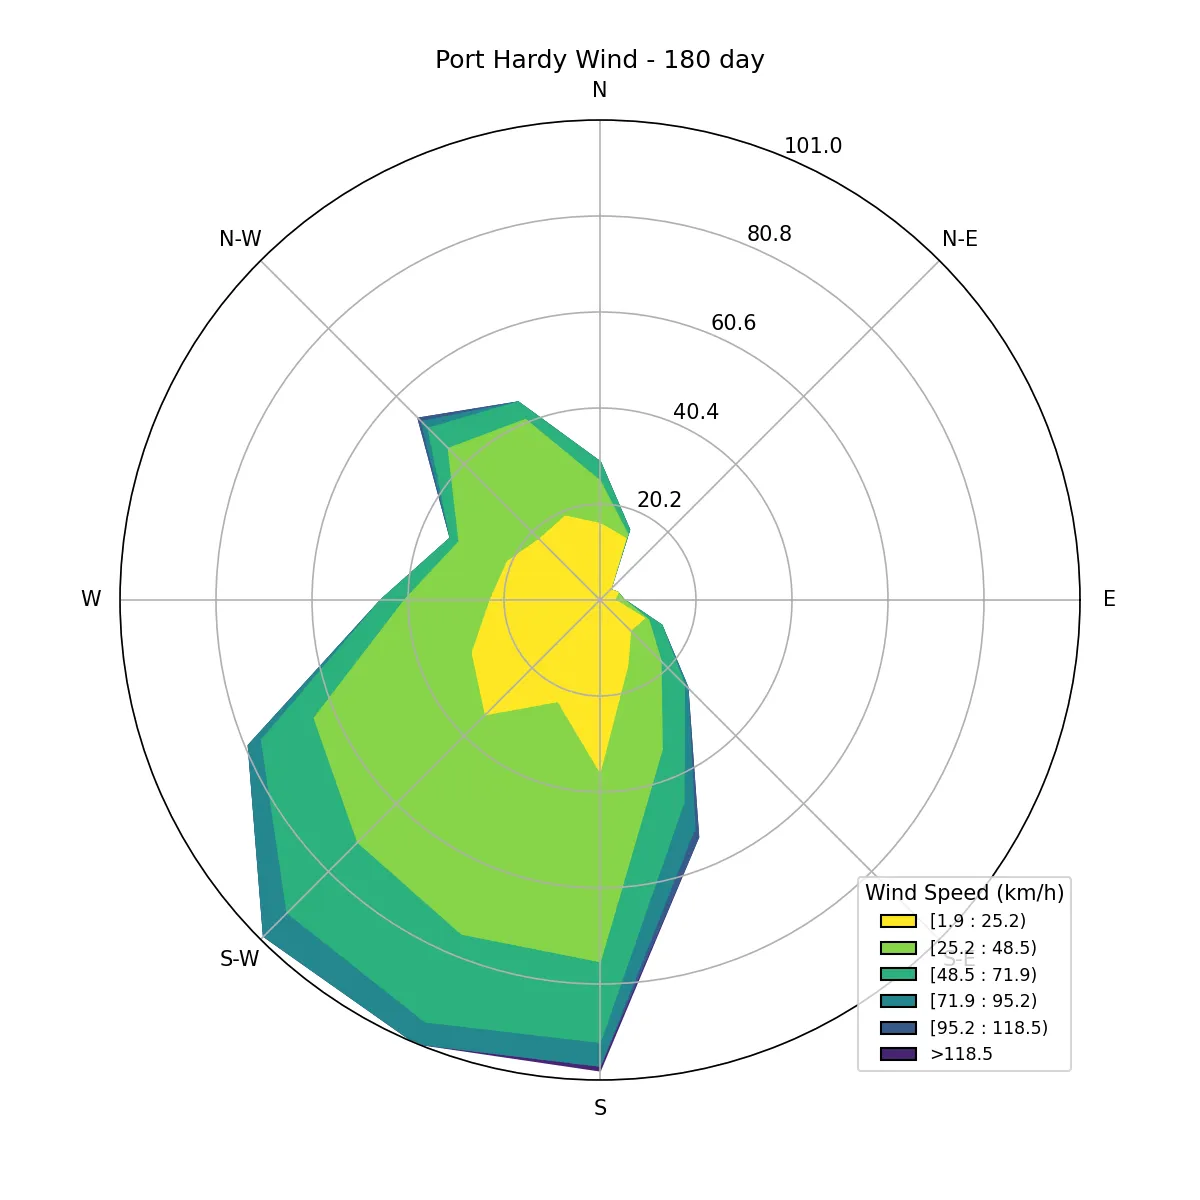 Port Hardy Wind - 180 day
N
101.0
80.8
N-W
N-E
60.6
40.4
20.2
W
E
S-W
S-E
S
Wind Speed (km/h)
[1.9 : 25.2)
[25.2 : 48.5)
[48.5 : 71.9)
[71.9 : 95.2)
[95.2 : 118.5)
>118.5